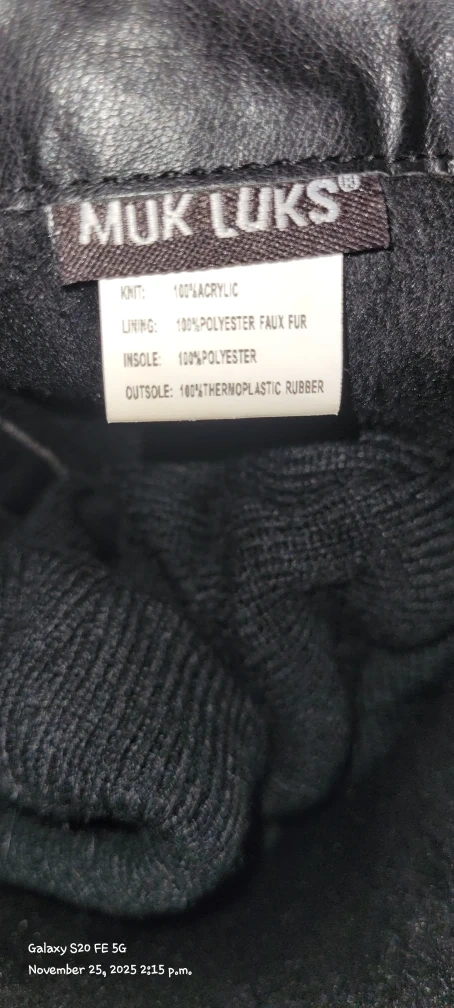 MUK LUKS®
KNIT: 100%ACRYLIC
LINING: 100%POLYESTER FAUX FUR
INSOLE: 100%POLYESTER
OUTSOLE: 100%THERMOPLASTIC RUBBER
Galaxy S20 FE 5G
November 25, 2025 2:15 p.m.